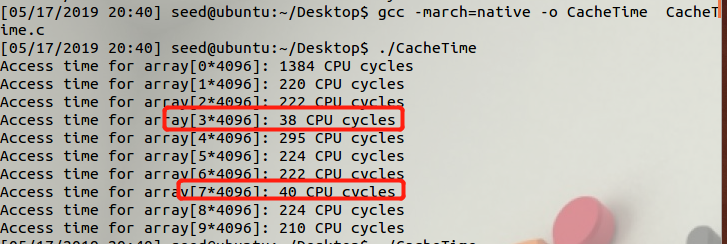 [05/17/2019 20:40] seed@ubuntu:~/Desktop$ gcc -march=native -o CacheTime  CacheT
ime.c
[05/17/2019 20:40] seed@ubuntu:~/Desktop$ ./CacheTime
Access time for array[0*4096]: 1384 CPU cycles
Access time for array[1*4096]: 220 CPU cycles
Access time for array[2*4096]: 222 CPU cycles
Access time for array[3*4096]: 38 CPU cycles
Access time for array[4*4096]: 295 CPU cycles
Access time for array[5*4096]: 224 CPU cycles
Access time for array[6*4096]: 222 CPU cycles
Access time for array[7*4096]: 40 CPU cycles
Access time for array[8*4096]: 224 CPU cycles
Access time for array[9*4096]: 210 CPU cycles
[05/17/2019 20:40] seed@ubuntu:~/Desktop$ ./CacheTime